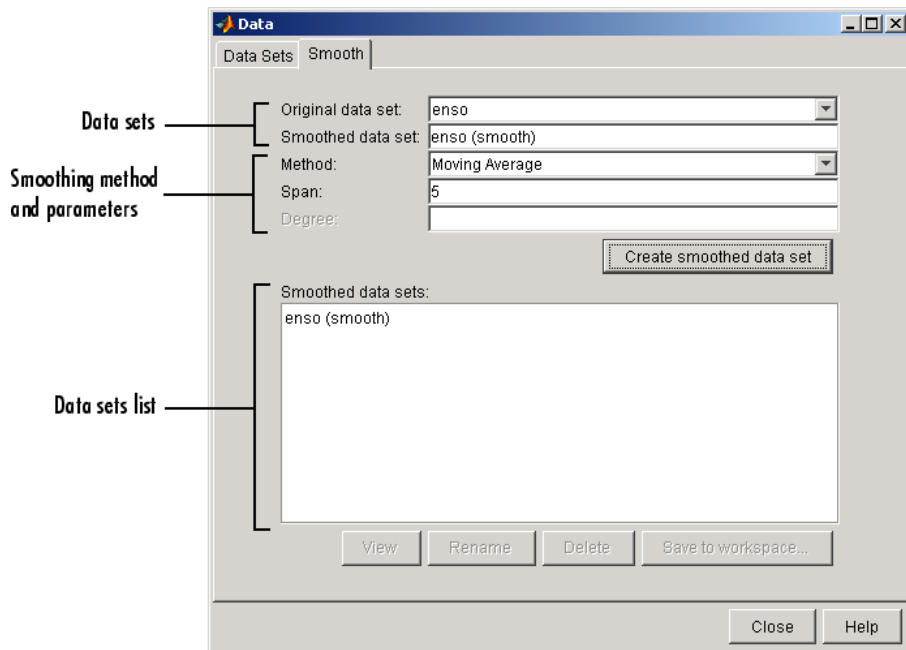 Data
Data Sets
Smooth
Data sets
Original data set: enso
Smoothed data set: enso (smooth)
Smoothing method
and parameters
Method: Moving Average
Span: 5
Degree:
Create smoothed data set
Data sets list
Smoothed data sets:
enso (smooth)
View
Rename
Delete
Save to workspace...
Close
Help